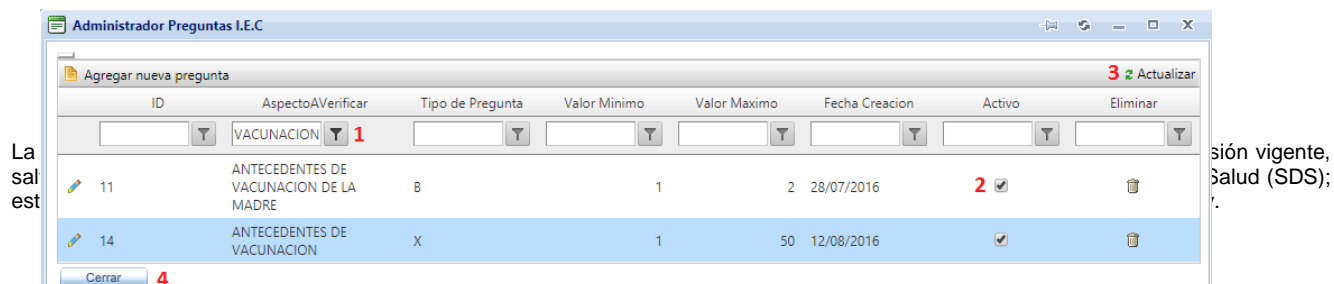 Administrador Preguntas I.E.C
Agregar nueva pregunta 3 Actualizar
ID AspectoAVerificar Tipo de Pregunta Valor Minimo Valor Maximo Fecha Creacion Activo Eliminar
VACUNACION 1
La sión vigente,
ANTECEDENTES DE
11 VACUNACION DE LA B 1 2 28/07/2016 2
MADRE
Salud (SDS);
ANTECEDENTES DE
14 VACUNACION X 1 50 12/08/2016
Cerrar 4